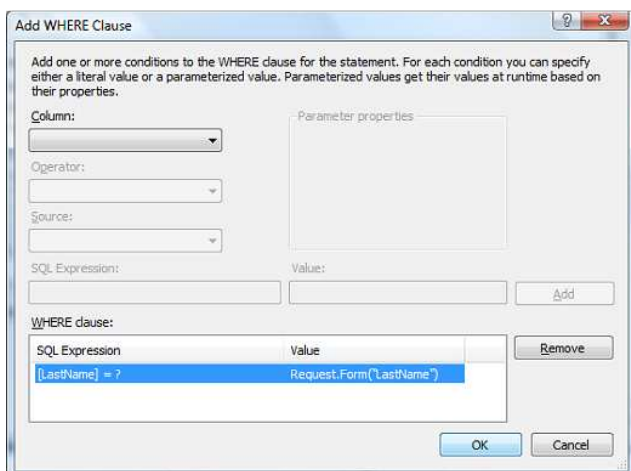 Add WHERE Clause
Add one or more conditions to the WHERE clause for the statement. For each condition you can specify
either a literal value or a parameterized value. Parameterized values get their values at runtime based on
their properties.
Column:
Parameter properties
Operator:
Source:
SQL Expression:
Value:
Add
WHERE clause:
SQL Expression Value
Remove
[LastName] = ? Request.Form("LastName")
OK Cancel